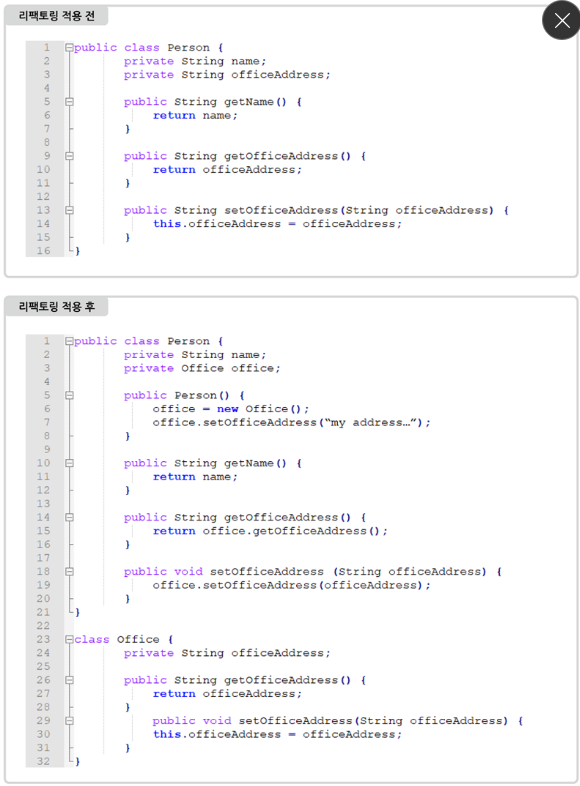 리팩토링 적용 전
1 public class Person {
2 private String name;
3 private String officeAddress;
4
5 public String getName() {
6 return name;
7 }
8
9 public String getOfficeAddress() {
10 return officeAddress;
11 }
12
13 public String setOfficeAddress(String officeAddress) {
14 this.officeAddress = officeAddress;
15 }
16 }
리팩토링 적용 후
1 public class Person {
2 private String name;
3 private Office office;
4
5 public Person() {
6 office = new Office();
7 office.setOfficeAddress(“my address…”);
8 }
9
10 public String getName() {
11 return name;
12 }
13
14 public String getOfficeAddress() {
15 return office.getOfficeAddress();
16 }
17
18 public void setOfficeAddress (String officeAddress) {
19 office.setOfficeAddress(officeAddress);
20 }
21 }
22
23 class Office {
24 private String officeAddress;
25
26 public String getOfficeAddress() {
27 return officeAddress;
28 }
29 public void setOfficeAddress(String officeAddress) {
30 this.officeAddress = officeAddress;
31 }
32 }